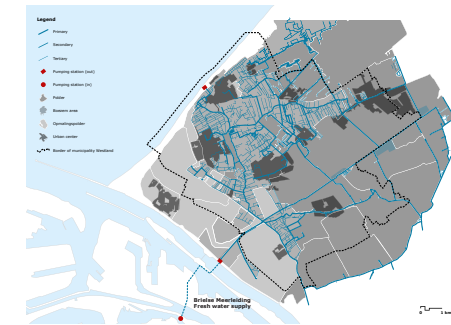 Legend
Primary
Secondary
Tertiary
Pumping station (out)
Pumping station (in)
Polder
Boezem area
Opmalingspolder
Urban center
Border of municipality Westland
Brielse Meerleiding
Fresh water supply
0 1 km